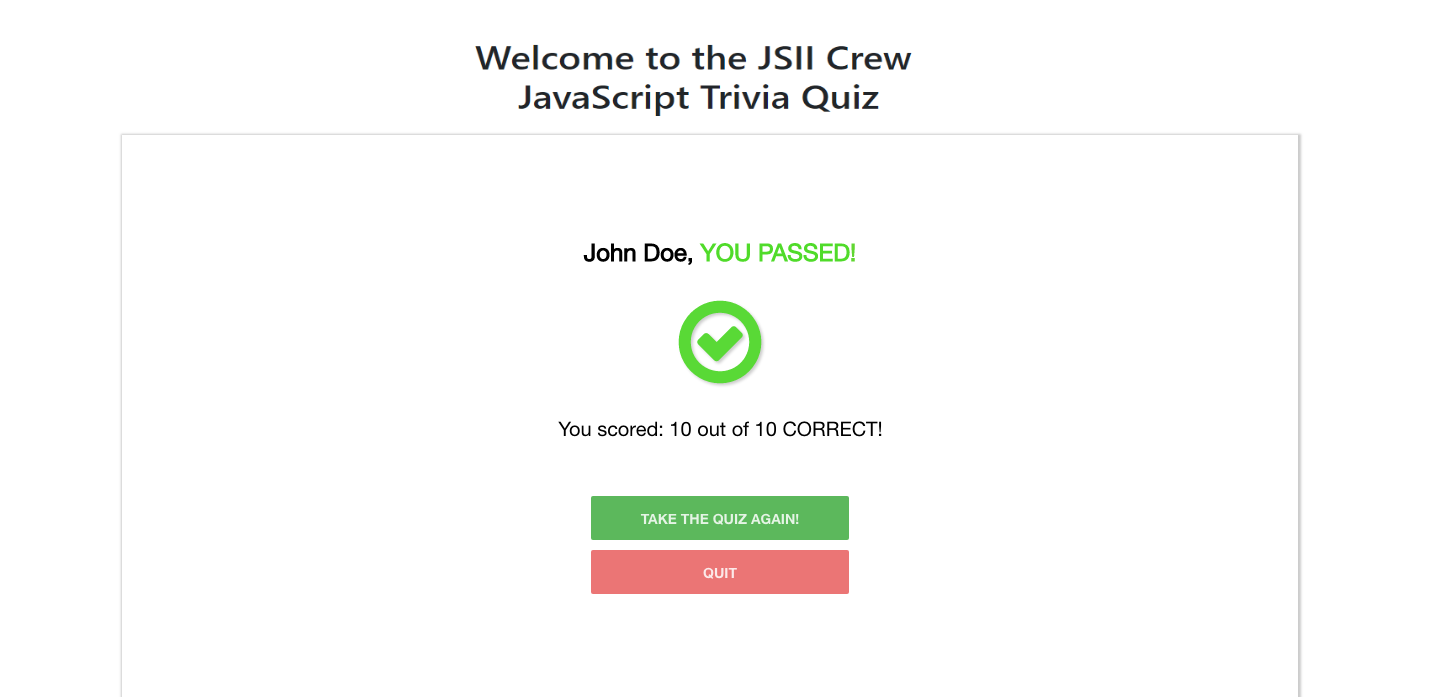 Welcome to the JSII Crew
JavaScript Trivia Quiz
John Doe, YOU PASSED!
You scored: 10 out of 10 CORRECT!
TAKE THE QUIZ AGAIN!
QUIT